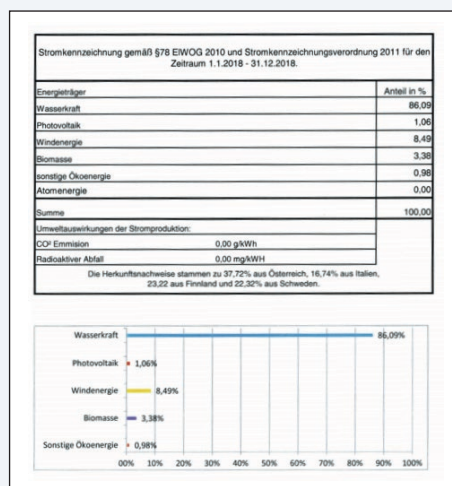 Stromkennzeichnung gemäß §78 ElWOG 2010 und Stromkennzeichnungsverordnung 2011 für den
Zeitraum 1.1.2018 - 31.12.2018.
Energieträger Anteil in %
Wasserkraft 86,09
Photovoltaik 1,06
Windenergie 8,49
Biomasse 3,38
sonstige Ökoenergie 0,98
Atomenergie 0,00
Summe 100,00
Umweltauswirkungen der Stromproduktion:
CO² Emmision 0,00 g/kWh
Radioaktiver Abfall 0,00 mg/kWH
Die Herkunftsnachweise stammen zu 37,72% aus Österreich, 16,74% aus Italien,
23,22 aus Finnland und 22,32% aus Schweden.
Wasserkraft 86,09%
Photovoltaik 1,06%
Windenergie 8,49%
Biomasse 3,38%
Sonstige Ökoenergie 0,98%
00% 10% 20% 30% 40% 50% 60% 70% 80% 90% 100%